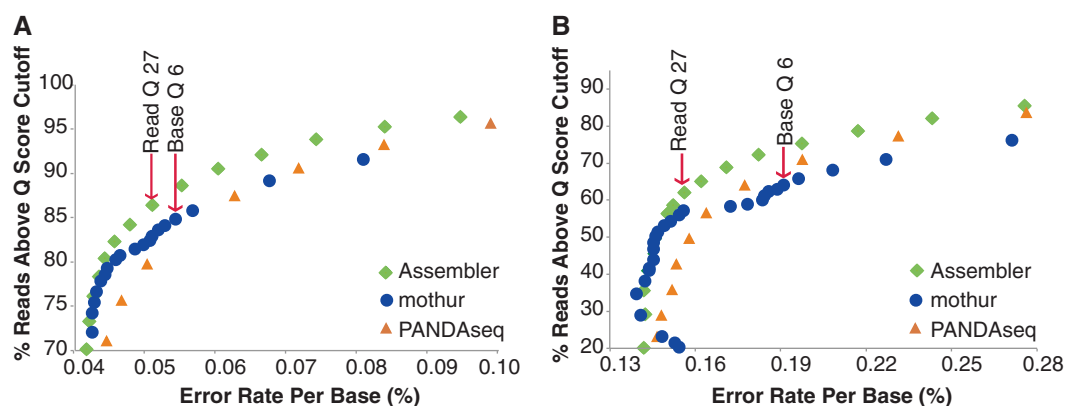 A
% Reads Above Q Score Cutoff
100
95
90
85
80
75
70
Read Q 27
Base Q 6
Assembler
mothur
PANDAseq
0.04
0.05
0.06
0.07
0.08
0.09
0.10
Error Rate Per Base (%)
B
% Reads Above Q Score Cutoff
90
80
70
60
50
40
30
20
Read Q 27
Base Q 6
Assembler
mothur
PANDAseq
0.13
0.16
0.19
0.22
0.25
0.28
Error Rate Per Base (%)